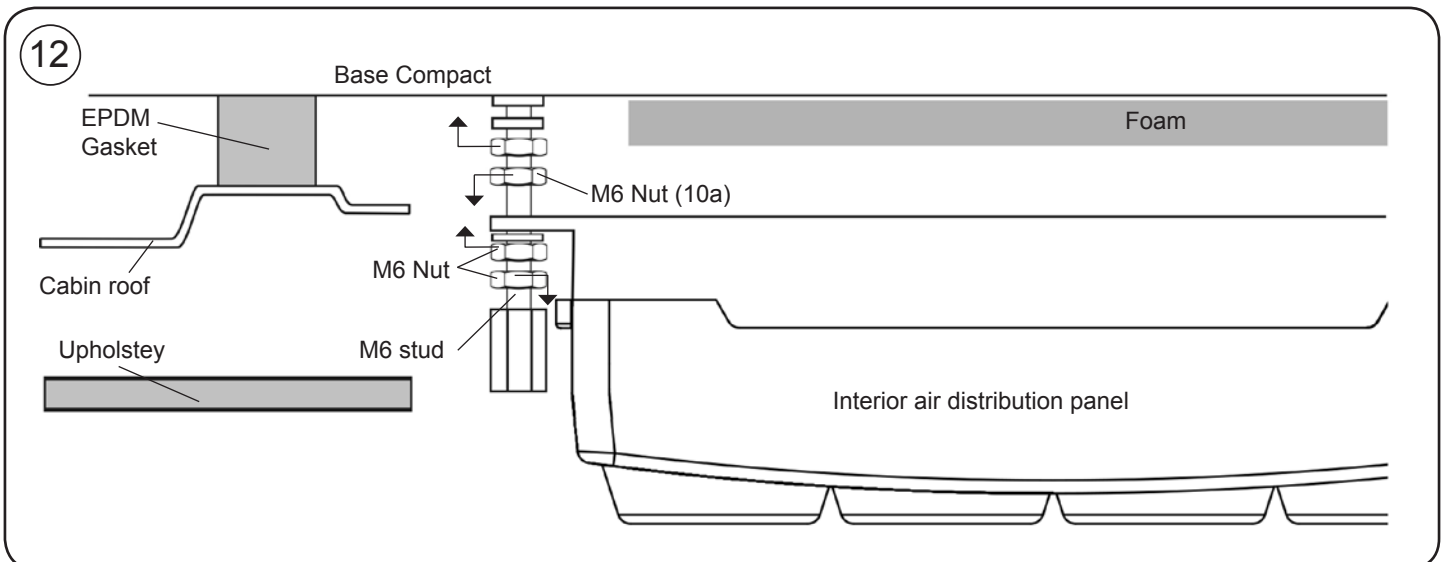 12
Base Compact
EPDM
Gasket
Foam
M6 Nut (10a)
M6 Nut
Cabin roof
Upholstey
M6 stud
Interior air distribution panel